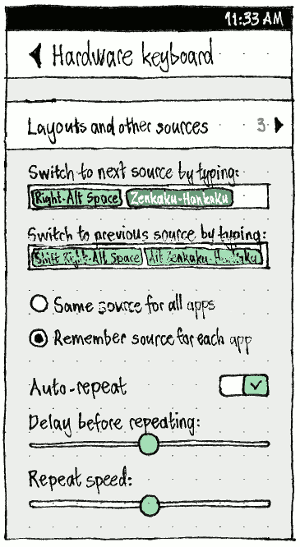 11:33 AM
Hardware keyboard
Layouts and other sources 3
Switch to next source by typing:
Right-Alt Space Zenkaku-Hankaku
Switch to previous source by typing:
Shift Right-Alt Space Alt Zenkaku-Hankaku
Same source for all apps
Remember source for each app
Auto-repeat
Delay before repeating:
Repeat speed: